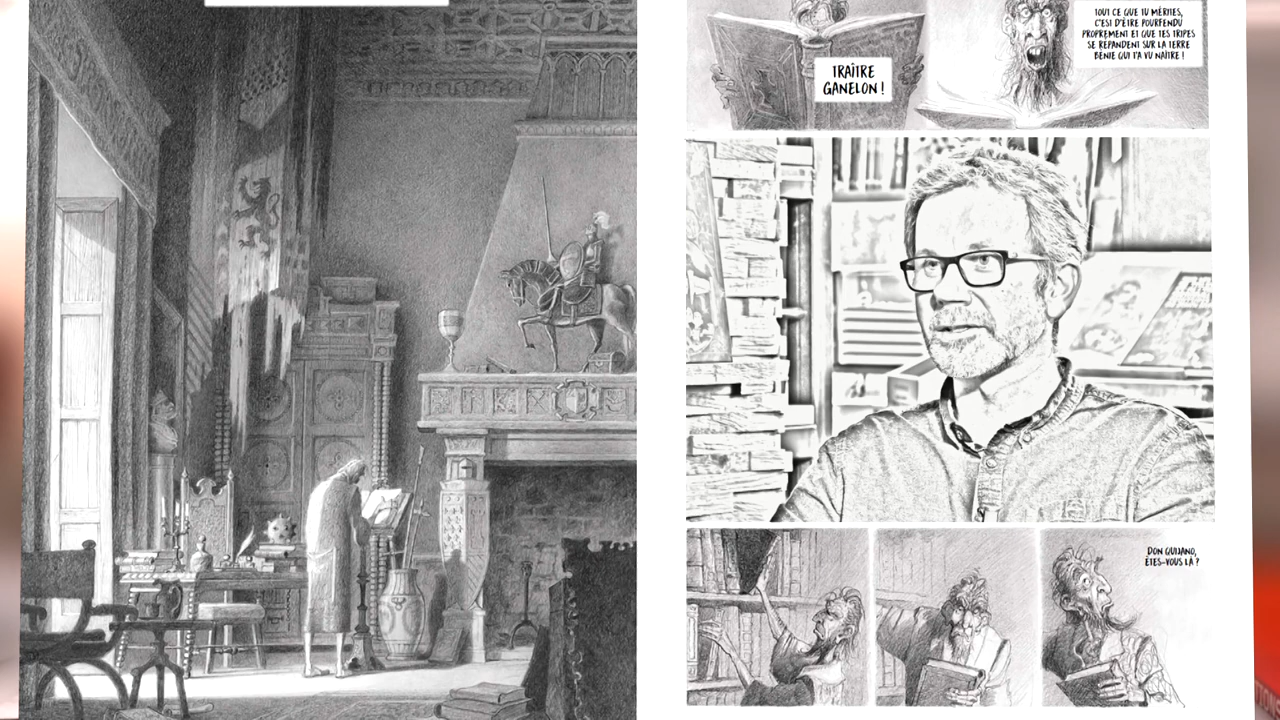 TRAÎTRE
GANELON !
TOUT CE QUE TU MÉRITES,
C'EST D'ÊTRE POURFENDU
PROPREMENT ET QUE TES TRIPES
SE RÉPANDENT SUR LA TERRE
BÉNIE QUI T'A VU NAÎTRE !
DON QUIJANO,
ÊTES-VOUS LÀ ?